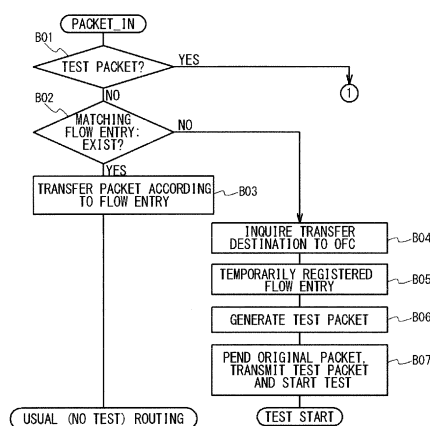 PACKET_IN
B01
TEST PACKET?
YES
1
NO
B02
MATCHING
FLOW ENTRY:
EXIST?
NO
YES
TRANSFER PACKET ACCORDING
TO FLOW ENTRY
B03
INQUIRE TRANSFER
DESTINATION TO OFC
B04
TEMPORARILY REGISTERED
FLOW ENTRY
B05
GENERATE TEST PACKET
B06
PEND ORIGINAL PACKET,
TRANSMIT TEST PACKET
AND START TEST
B07
USUAL (NO TEST) ROUTING
TEST START